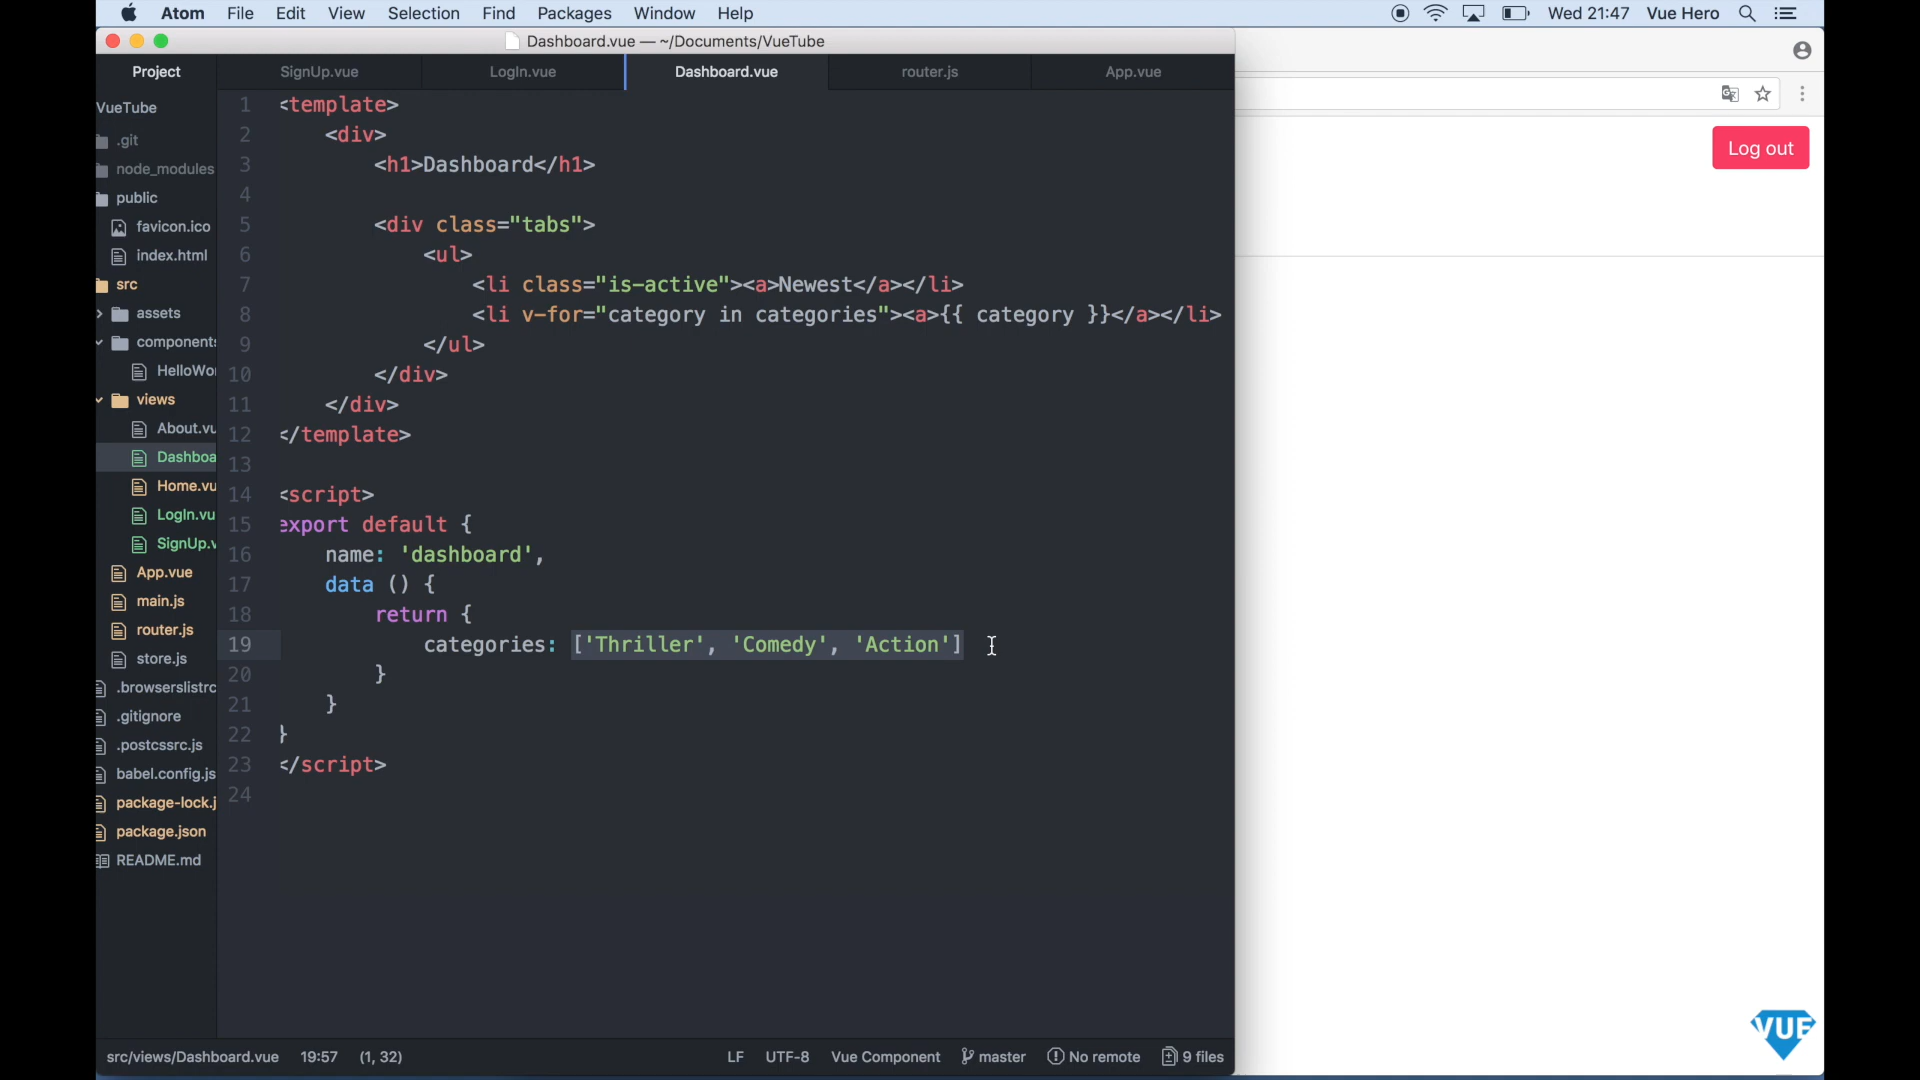 Atom File Edit View Selection Find Packages Window Help Wed 21:47 Vue Hero
Dashboard.vue — ~/Documents/VueTube
Project SignUp.vue LogIn.vue Dashboard.vue router.js App.vue
Log out
VueTube
.git
node_modules
public
favicon.ico
index.html
src
assets
component
HelloWo
views
About.vu
Dashboa
Home.vu
LogIn.vu
SignUp.v
App.vue
main.js
router.js
store.js
.browserslistrc
.gitignore
.postcssrc.js
babel.config.js
package-lock.j
package.json
README.md
1 <template>
2 <div>
3 <h1>Dashboard</h1>
4
5 <div class="tabs">
6 <ul>
7 <li class="is-active"><a>Newest</a></li>
8 <li v-for="category in categories"><a>{{ category }}</a></li>
9 </ul>
10 </div>
11 </div>
12 </template>
13
14 <script>
15 export default {
16 name: 'dashboard',
17 data () {
18 return {
19 categories: ['Thriller', 'Comedy', 'Action']
20 }
21 }
22 }
23 </script>
24
src/views/Dashboard.vue 19:57 (1, 32) LF UTF-8 Vue Component master No remote 9 files
VUE